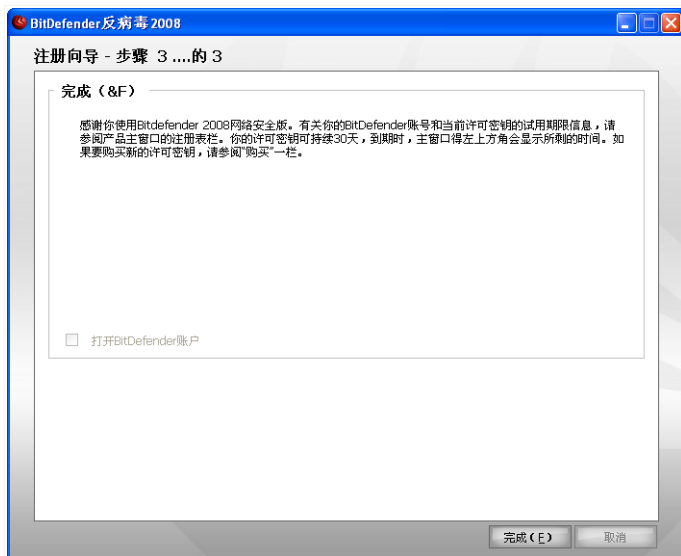 BitDefender反病毒2008
注册向导 - 步骤 3 ....的 3
完成（&F）
感谢你使用Bitdefender 2008网络安全版。有关你的BitDefender账号和当前许可密钥的试用期限信息，请
参阅产品主窗口的注册表栏。你的许可密钥可持续30天，到期时，主窗口得左上方角会显示所剩的时间。如
果要购买新的许可密钥，请参阅"购买"一栏。
打开BitDefender账户
完成(F)
取消